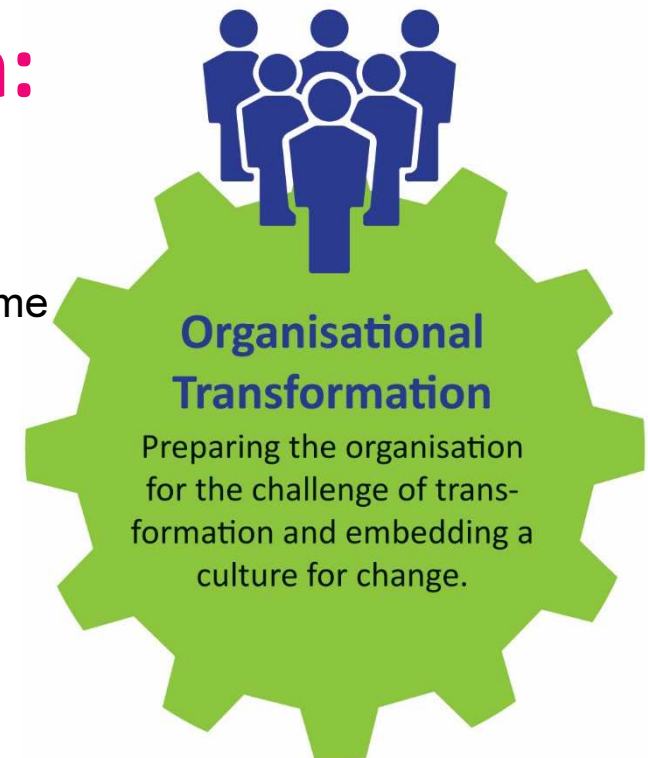 me
Organisational
Transformation
Preparing the organisation
for the challenge of trans-
formation and embedding a
culture for change.